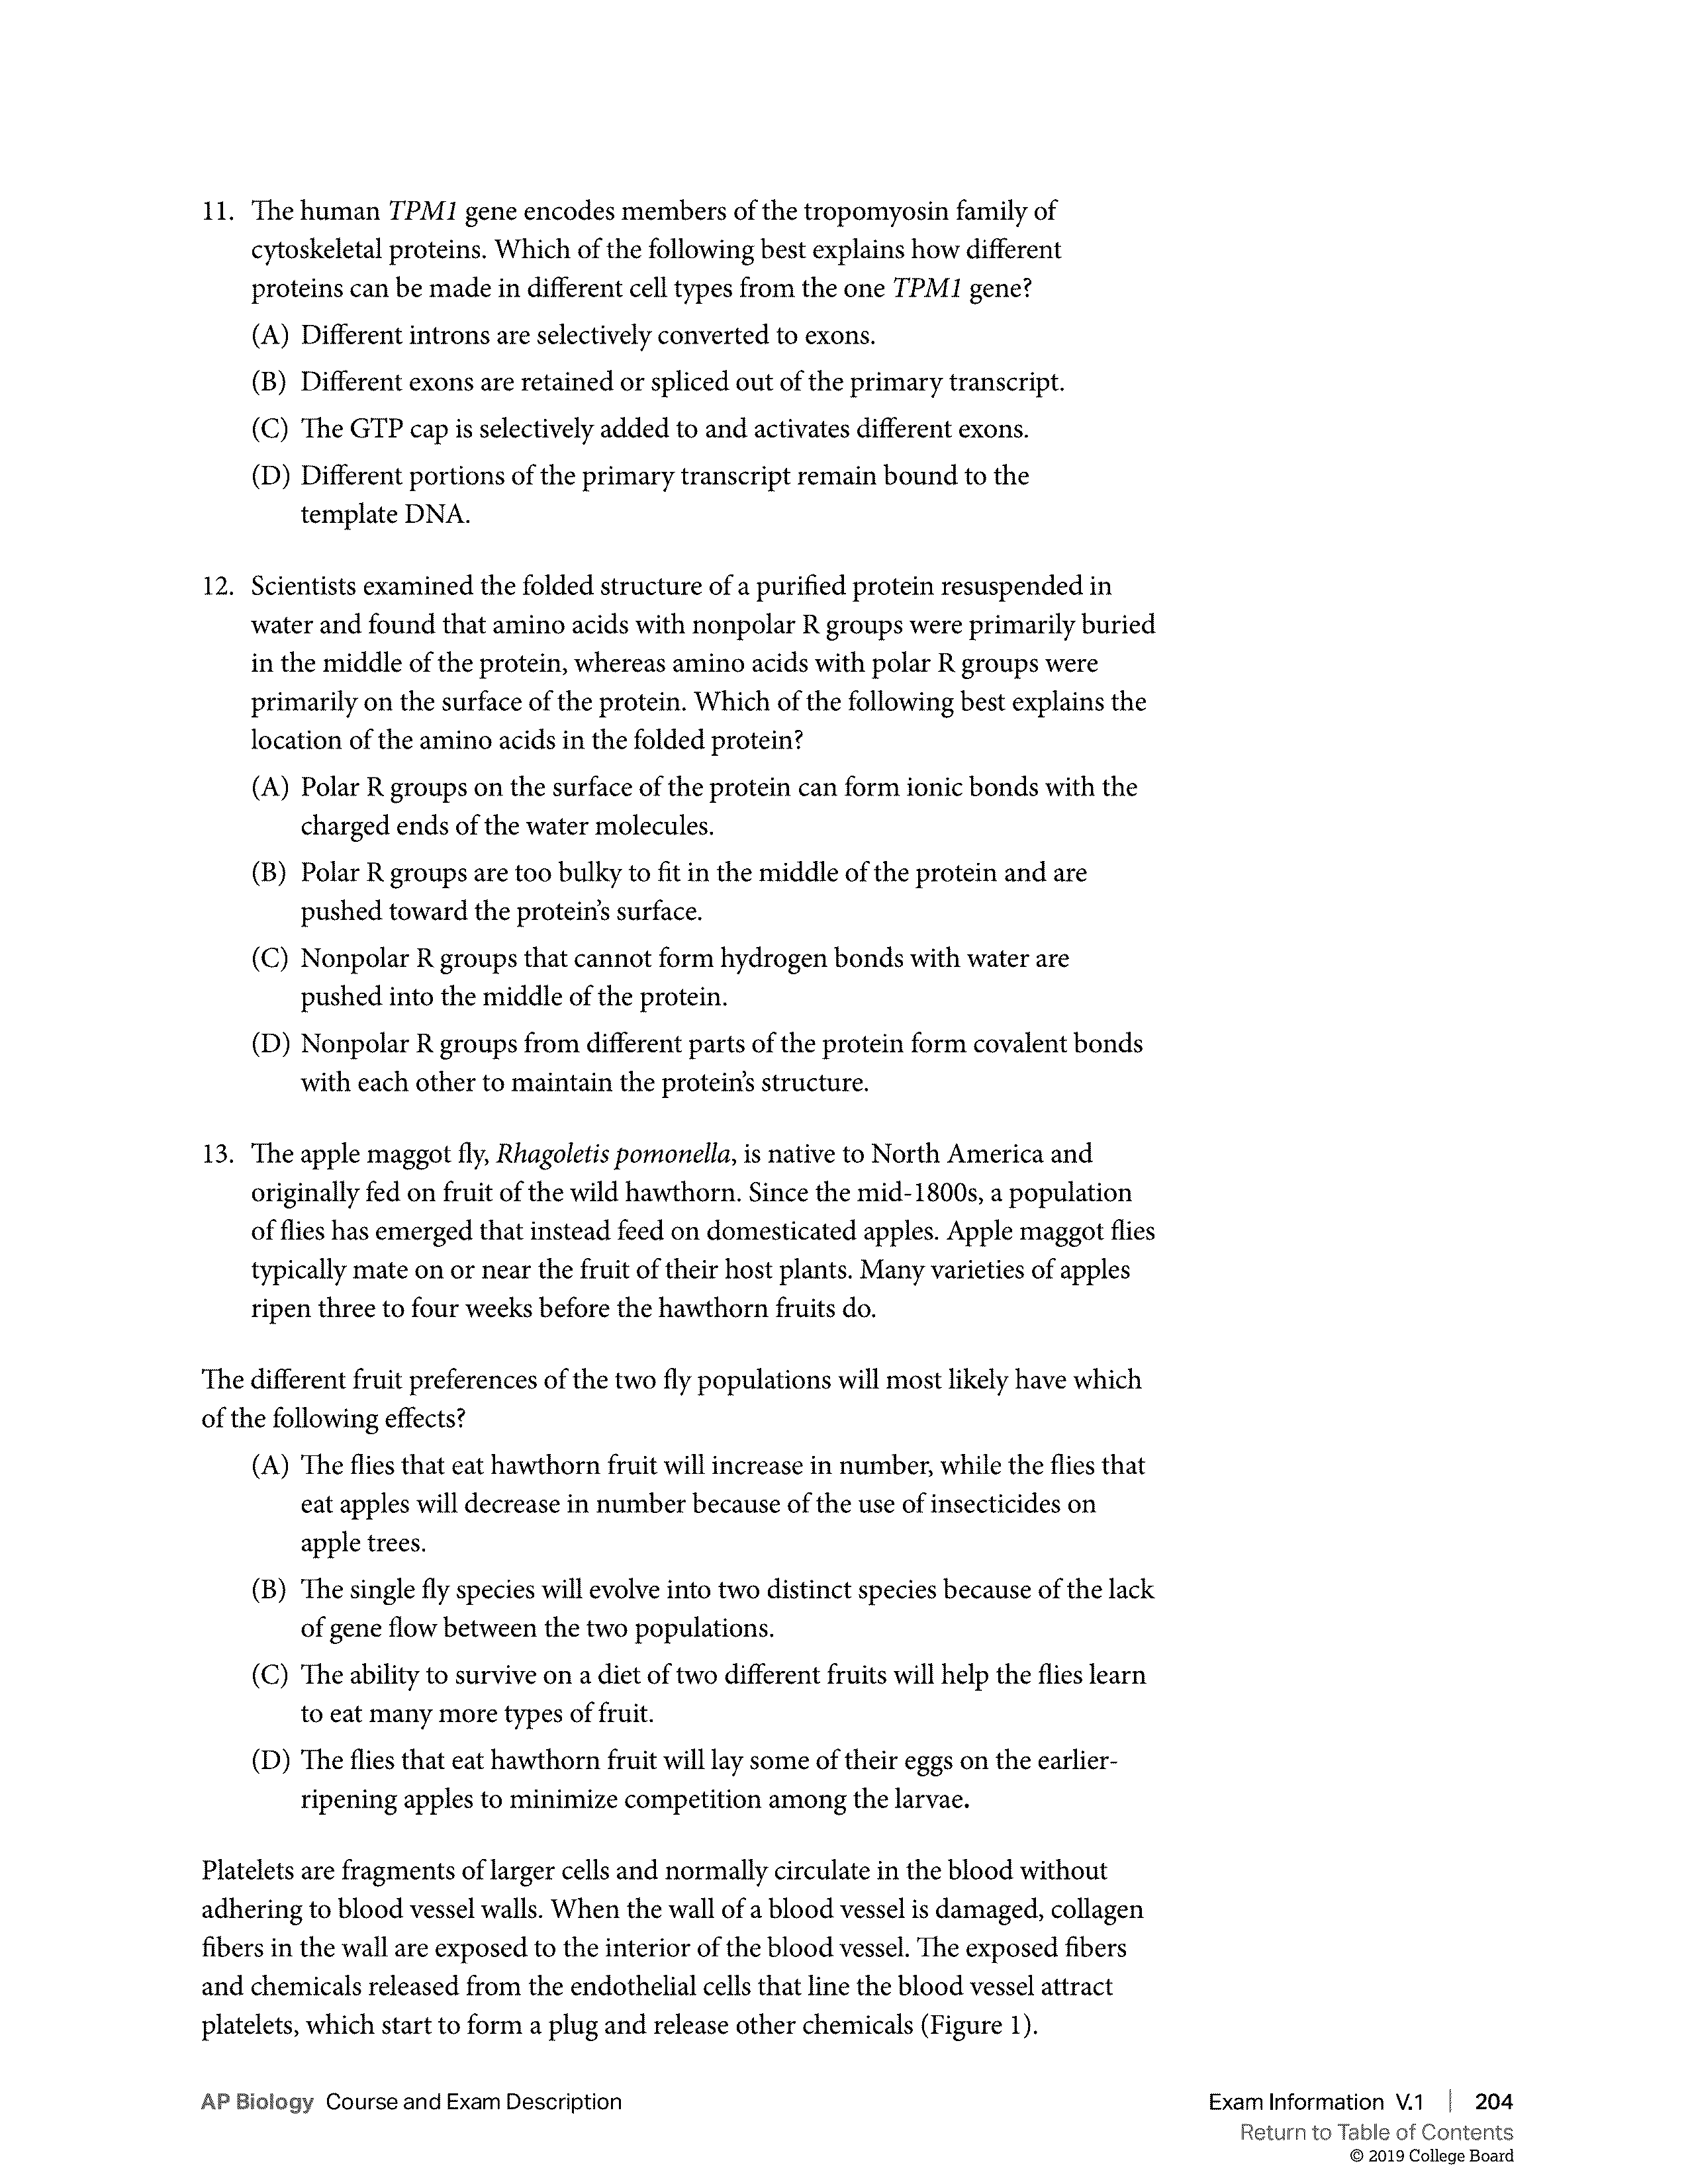 11. The human TPM1 gene encodes members of the tropomyosin family of
cytoskeletal proteins. Which of the following best explains how different
proteins can be made in different cell types from the one TPM1 gene?
(A) Different introns are selectively converted to exons.
(B) Different exons are retained or spliced out of the primary transcript.
(C) The GTP cap is selectively added to and activates different exons.
(D) Different portions of the primary transcript remain bound to the
template DNA.
12. Scientists examined the folded structure of a purified protein resuspended in
water and found that amino acids with nonpolar R groups were primarily buried
in the middle of the protein, whereas amino acids with polar R groups were
primarily on the surface of the protein. Which of the following best explains the
location of the amino acids in the folded protein?
(A) Polar R groups on the surface of the protein can form ionic bonds with the
charged ends of the water molecules.
(B) Polar R groups are too bulky to fit in the middle of the protein and are
pushed toward the protein’s surface.
(C) Nonpolar R groups that cannot form hydrogen bonds with water are
pushed into the middle of the protein.
(D) Nonpolar R groups from different parts of the protein form covalent bonds
with each other to maintain the protein’s structure.
13. The apple maggot fly, Rhagoletis pomonella, is native to North America and
originally fed on fruit of the wild hawthorn. Since the mid-1800s, a population
of flies has emerged that instead feed on domesticated apples. Apple maggot flies
typically mate on or near the fruit of their host plants. Many varieties of apples
ripen three to four weeks before the hawthorn fruits do.
The different fruit preferences of the two fly populations will most likely have which
of the following effects?
(A) The flies that eat hawthorn fruit will increase in number, while the flies that
eat apples will decrease in number because of the use of insecticides on
apple trees.
(B) The single fly species will evolve into two distinct species because of the lack
of gene flow between the two populations.
(C) The ability to survive on a diet of two different fruits will help the flies learn
to eat many more types of fruit.
(D) The flies that eat hawthorn fruit will lay some of their eggs on the earlier-
ripening apples to minimize competition among the larvae.
Platelets are fragments of larger cells and normally circulate in the blood without
adhering to blood vessel walls. When the wall of a blood vessel is damaged, collagen
fibers in the wall are exposed to the interior of the blood vessel. The exposed fibers
and chemicals released from the endothelial cells that line the blood vessel attract
platelets, which start to form a plug and release other chemicals (Figure 1).
AP Biology Course and Exam Description
Exam Information V.1 | 204
Return to Table of Contents
© 2019 College Board